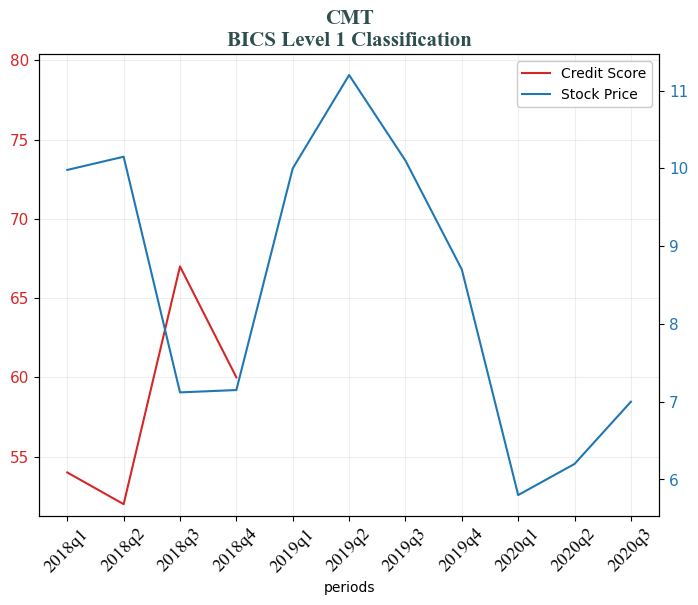 CMT
BICS Level 1 Classification
Credit Score
Stock Price
80
75
70
65
60
55
11
10
9
8
7
6
2018q1
2018q2
2018q3
2018q4
2019q1
2019q2
2019q3
2019q4
2020q1
2020q2
2020q3
periods